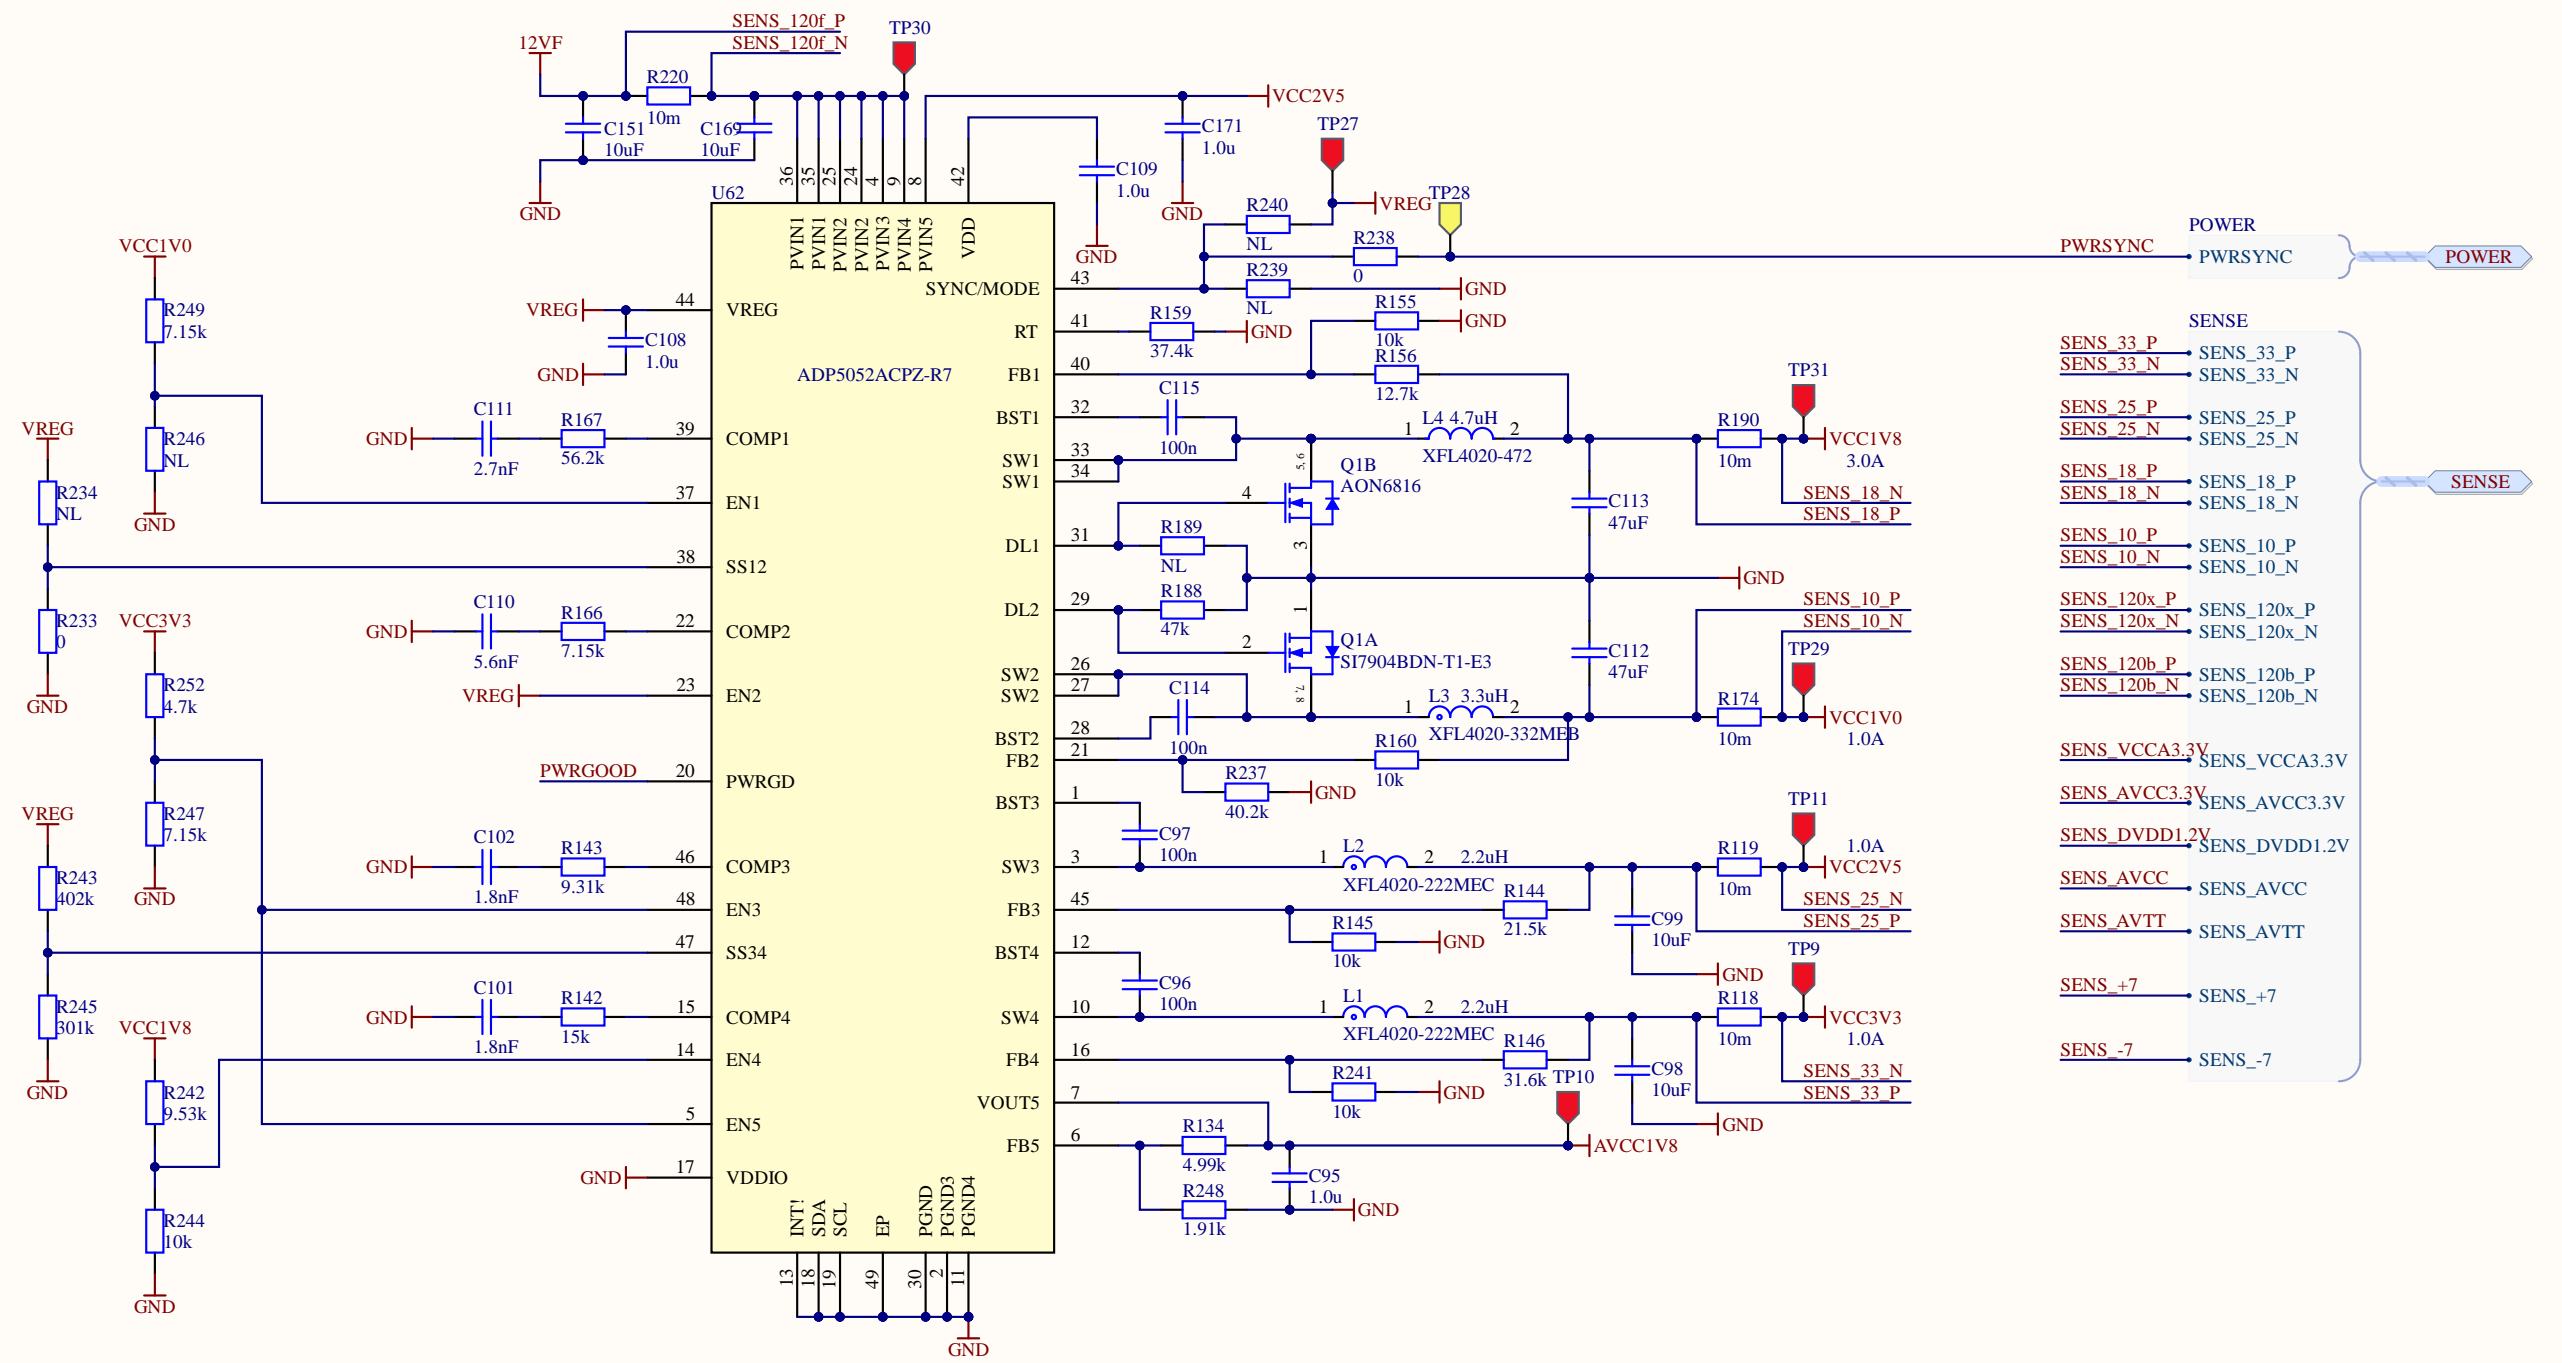 SENS_120f_P
SENS_120f_N
TP30
12VF
R220
10m
C151
10uF
C169
10uF
GND
VCC2V5
C171
1.0u
GND
C109
1.0u
GND
TP27
VREG
TP28
R240
NL
R238
0
R239
NL
GND
PWRSYNC
POWER
PWRSYNC
POWER
U62
36
35
25
24
4
9
8
42
PVIN1
PVIN1
PVIN2
PVIN2
PVIN3
PVIN4
PVIN5
VDD
ADP5052ACPZ-R7
VCC1V0
R249
7.15k
R246
NL
GND
VREG
R234
NL
R233
0
GND
VCC3V3
R252
4.7k
R247
7.15k
GND
VREG
R243
402k
R245
301k
GND
VCC1V8
R242
9.53k
R244
10k
GND
VREG
44
VREG
C108
1.0u
GND
GND
C111
2.7nF
R167
56.2k
39
COMP1
37
EN1
38
SS12
GND
C110
5.6nF
R166
7.15k
22
COMP2
VREG
23
EN2
PWRGOOD
20
PWRGD
GND
C102
1.8nF
R143
9.31k
46
COMP3
48
EN3
47
SS34
GND
C101
1.8nF
R142
15k
15
COMP4
14
EN4
5
EN5
GND
17
VDDIO
INT!
SDA
SCL
EP
PGND
PGND3
PGND4
13
18
19
49
30
2
11
GND
SYNC/MODE
43
RT
41
R159
37.4k
GND
R155
10k
GND
FB1
40
R156
12.7k
BST1
32
C115
100n
SW1
33
SW1
34
L4 4.7uH
1
2
XFL4020-472
R190
10m
TP31
VCC1V8
3.0A
SENS_18_N
SENS_18_P
5, 6
Q1B
AON6816
4
3
C113
47uF
DL1
31
R189
NL
GND
DL2
29
R188
47k
1
2
Q1A
SI7904BDN-T1-E3
7, 8
C112
47uF
SENS_10_P
SENS_10_N
TP29
SW2
26
SW2
27
C114
100n
BST2
28
FB2
21
L3 3.3uH
1
2
XFL4020-332MEB
R174
10m
VCC1V0
1.0A
R160
10k
R237
40.2k
GND
BST3
1
C97
100n
SW3
3
1
L2
2
2.2uH
XFL4020-222MEC
R119
10m
TP11
1.0A
VCC2V5
SENS_25_N
SENS_25_P
FB3
45
R144
21.5k
R145
10k
GND
C99
10uF
GND
BST4
12
C96
100n
SW4
10
1
L1
2
2.2uH
XFL4020-222MEC
R118
10m
TP9
VCC3V3
1.0A
SENS_33_N
SENS_33_P
FB4
16
R146
31.6k
R241
10k
GND
C98
10uF
GND
TP10
VOUT5
7
FB5
6
R134
4.99k
AVCC1V8
C95
1.0u
R248
1.91k
GND
SENSE
SENS_33_P
SENS_33_P
SENS_33_N
SENS_33_N
SENS_25_P
SENS_25_P
SENS_25_N
SENS_25_N
SENS_18_P
SENS_18_P
SENS_18_N
SENS_18_N
SENSE
SENS_10_P
SENS_10_P
SENS_10_N
SENS_10_N
SENS_120x_P
SENS_120x_P
SENS_120x_N
SENS_120x_N
SENS_120b_P
SENS_120b_P
SENS_120b_N
SENS_120b_N
SENS_VCCA3.3V
SENS_VCCA3.3V
SENS_AVCC3.3V
SENS_AVCC3.3V
SENS_DVDD1.2V
SENS_DVDD1.2V
SENS_AVCC
SENS_AVCC
SENS_AVTT
SENS_AVTT
SENS_+7
SENS_+7
SENS_-7
SENS_-7